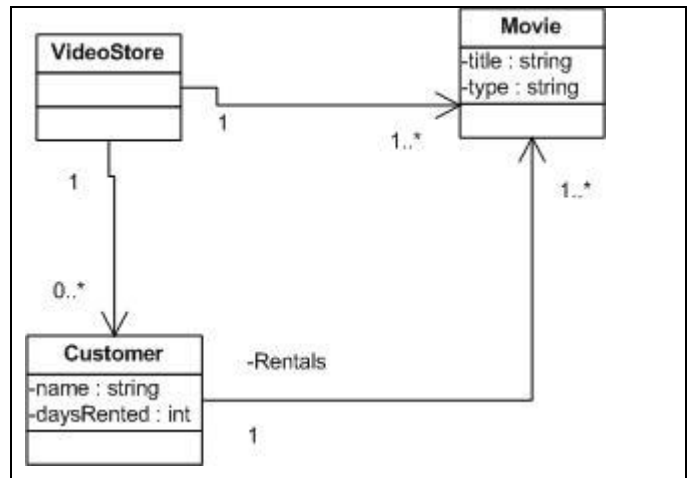 VideoStore
Movie
-title : string
-type : string
1
1..*
1
1..*
0..*
Customer
-name : string
-daysRented : int
-Rentals
1